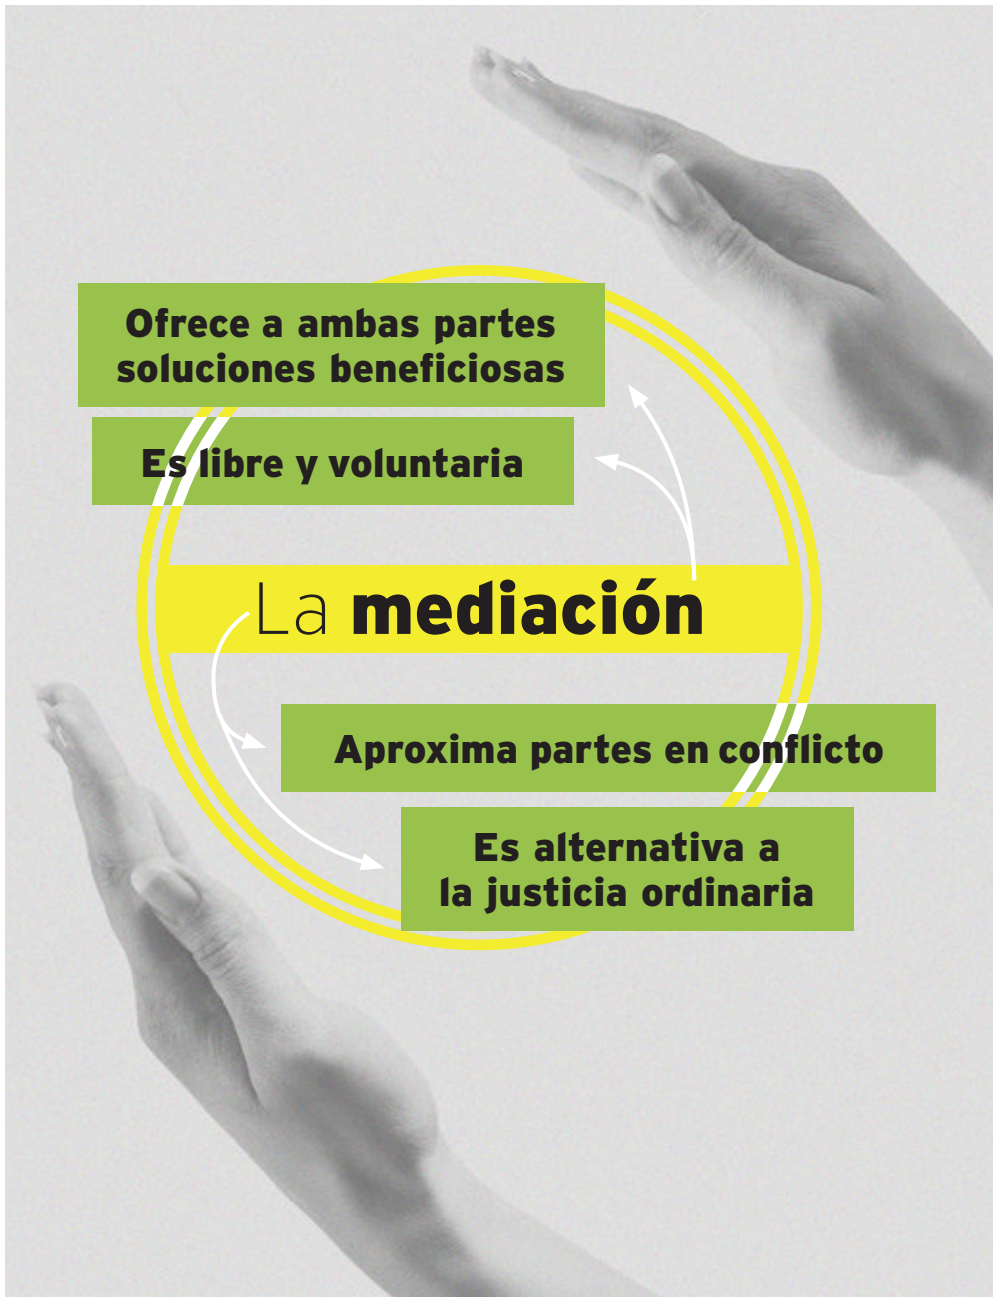 Ofrece a ambas partes
soluciones beneficiosas
Es libre y voluntaria
La mediación
Aproxima partes en conflicto
Es alternativa a
la justicia ordinaria